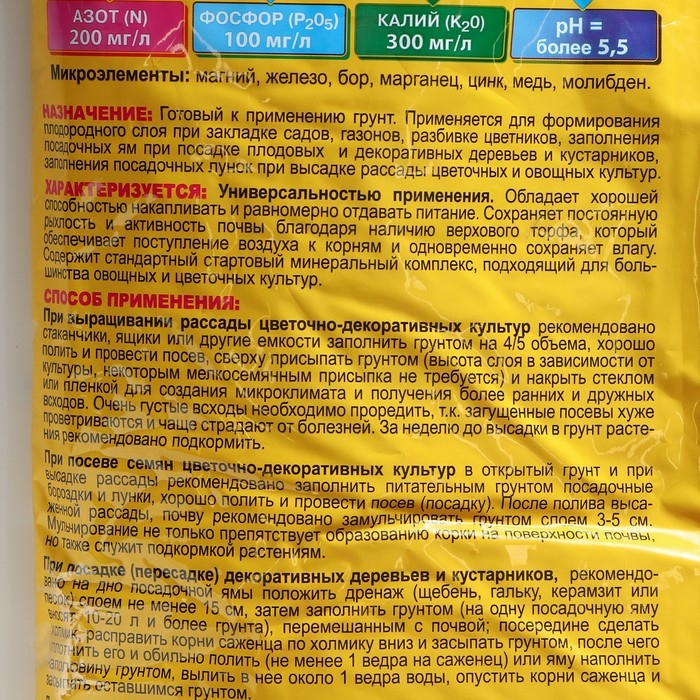 АЗОТ (N)
200 мг/л
ФОСФОР (P₂O₅)
100 мг/л
КАЛИЙ (K₂O)
300 мг/л
pH =
более 5,5
Микроэлементы: магний, железо, бор, марганец, цинк, медь, молибден.
НАЗНАЧЕНИЕ: Готовый к применению грунт. Применяется для формирования
плодородного слоя при закладке садов, газонов, разбивке цветников, заполнения
посадочных ям при посадке плодовых и декоративных деревьев и кустарников,
заполнения посадочных лунок при высадке рассады цветочных и овощных культур.
ХАРАКТЕРИЗУЕТСЯ: Универсальностью применения. Обладает хорошей
способностью накапливать и равномерно отдавать питание. Сохраняет постоянную
рыхлость и активность почвы благодаря наличию верхового торфа, который
обеспечивает поступление воздуха к корням и одновременно сохраняет влагу.
Содержит стандартный стартовый минеральный комплекс, подходящий для боль-
шинства овощных и цветочных культур.
СПОСОБ ПРИМЕНЕНИЯ:
При выращивании рассады цветочно-декоративных культур рекомендовано
стаканчики, ящики или другие емкости заполнить грунтом на 4/5 объема, хорошо
полить и провести посев, сверху присыпать грунтом (высота слоя в зависимости от
культуры, некоторым мелкосемянным присыпка не требуется) и накрыть стеклом
или пленкой для создания микроклимата и получения более ранних и дружных
всходов. Очень густые всходы необходимо проредить, т.к. загущенные посевы хуже
проветриваются и чаще страдают от болезней. За неделю до высадки в грунт расте-
ния рекомендовано подкормить.
При посеве семян цветочно-декоративных культур в открытый грунт и при
высадке рассады рекомендовано заполнить питательным грунтом посадочные
бороздки и лунки, хорошо полить и провести посев (посадку). После полива выса-
женной рассады, почву рекомендовано замульчировать грунтом слоем 3-5 см.
Мульчирование не только препятствует образованию корки на поверхности почвы,
но также служит подкормкой растениям.
При посадке (пересадке) декоративных деревьев и кустарников, рекомендо-
вано на дно посадочной ямы положить дренаж (щебень, гальку, керамзит или
песок) слоем не менее 15 см, затем заполнить грунтом (на одну посадочную яму
вносят 10-20 л и более грунта), перемешанным с почвой; посередине сделать
холмик, расправить корни саженца по холмику вниз и засыпать грунтом, после чего
уплотнить его и обильно полить (не менее 1 ведра на саженец) или яму наполнить
наполовину грунтом, вылить в нее около 1 ведра воды, опустить корни саженца и
засыпать оставшимся грунтом.